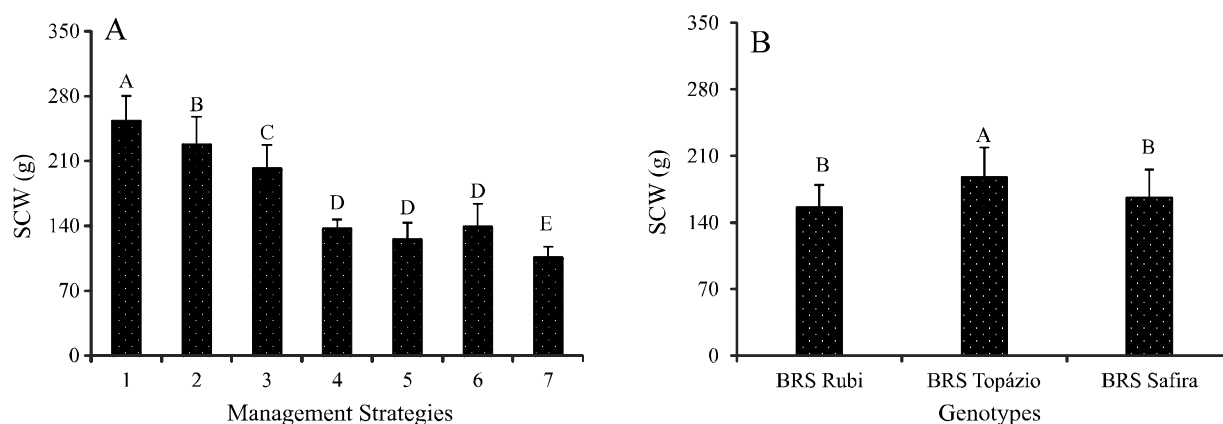 A
350
280
210
140
70
0
SCW (g)
A
B
C
D
D
D
E
1 2 3 4 5 6 7
Management Strategies
B
350
280
210
140
70
0
SCW (g)
B
A
B
BRS Rubi BRS Topázio BRS Safira
Genotypes